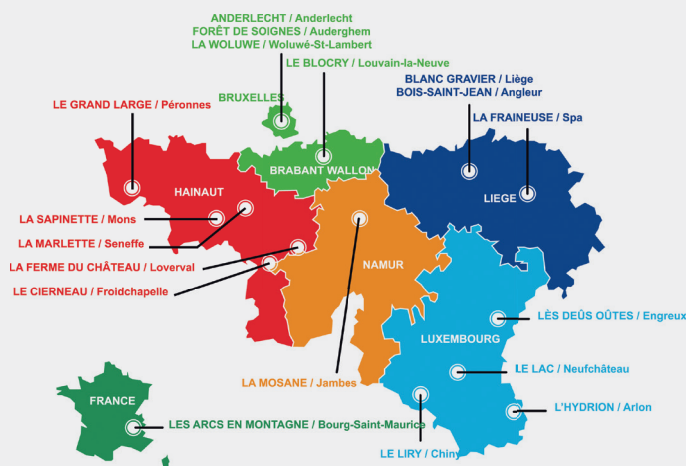 ANDERLECHT / Anderlecht
FORÊT DE SOIGNES / Auderghem
LA WOLUWE / Woluwé-St-Lambert
LE BLOCRY / Louvain-la-Neuve
BLANC GRAVIER / Liège
BOIS-SAINT-JEAN / Angleur
BRUXELLES
LE GRAND LARGE / Péronnes
LA FRAINEUSE / Spa
BRABANT WALLON
HAINAUT
LIEGE
LA SAPINETTE / Mons
LA MARLETTE / Seneffe
LA FERME DU CHÂTEAU / Loverval
NAMUR
LE CIERNEAU / Froidchapelle
LÈS DEÛS OÛTES / Engreux
LUXEMBOURG
LE LAC / Neufchâteau
LA MOSANE / Jambes
FRANCE
L'HYDRION / Arlon
LES ARCS EN MONTAGNE / Bourg-Saint-Maurice
LE LIRY / Chiny